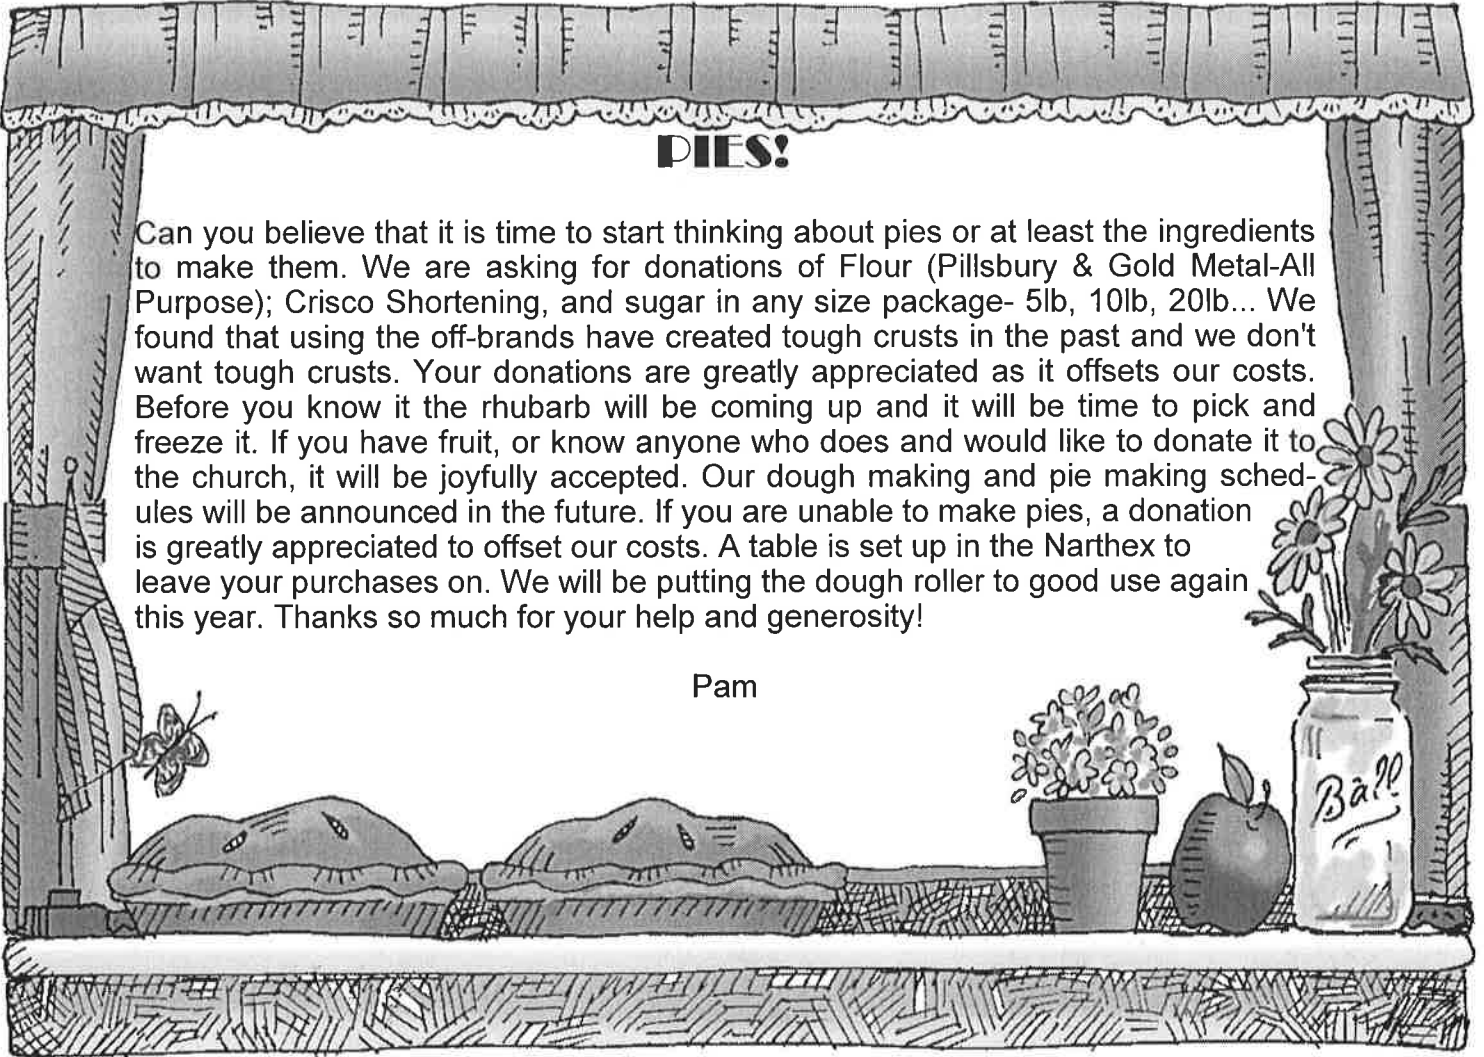 PIES!
Can you believe that it is time to start thinking about pies or at least the ingredients
to make them. We are asking for donations of Flour (Pillsbury & Gold Metal-All
Purpose); Crisco Shortening, and sugar in any size package- 5lb, 10lb, 20lb... We
found that using the off-brands have created tough crusts in the past and we don't
want tough crusts. Your donations are greatly appreciated as it offsets our costs.
Before you know it the rhubarb will be coming up and it will be time to pick and
freeze it. If you have fruit, or know anyone who does and would like to donate it to
the church, it will be joyfully accepted. Our dough making and pie making sched-
ules will be announced in the future. If you are unable to make pies, a donation
is greatly appreciated to offset our costs. A table is set up in the Narthex to
leave your purchases on. We will be putting the dough roller to good use again
this year. Thanks so much for your help and generosity!
Pam
Ball